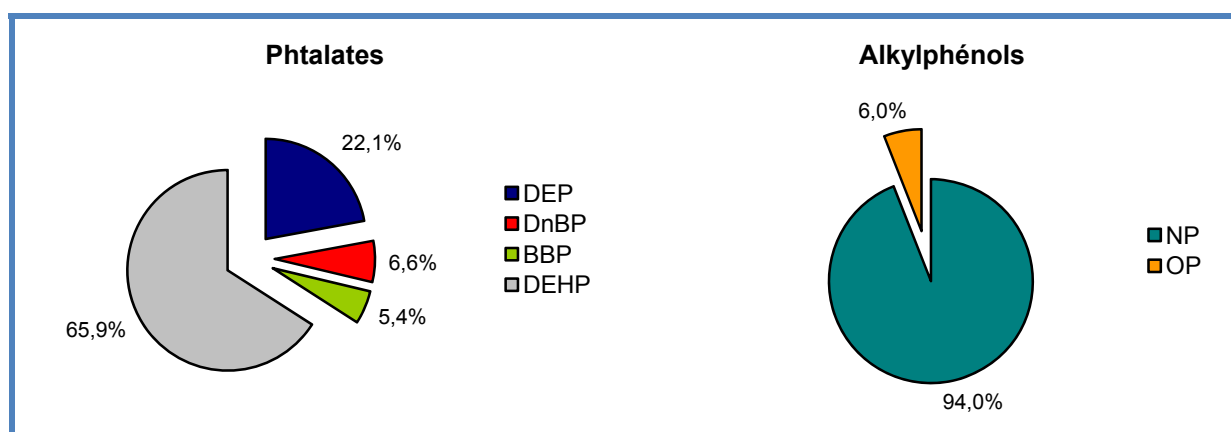 Phtalates
22,1%
6,6%
5,4%
65,9%
DEP
DnBP
BBP
DEHP
Alkylphénols
6,0%
94,0%
NP
OP